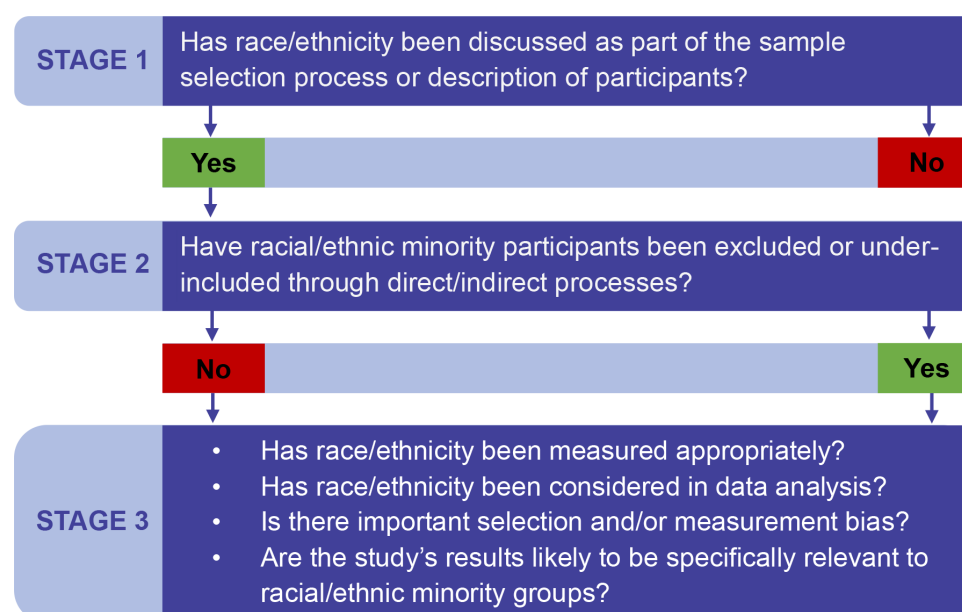 STAGE 1
Has race/ethnicity been discussed as part of the sample
selection process or description of participants?
Yes
No
STAGE 2
Have racial/ethnic minority participants been excluded or under-
included through direct/indirect processes?
No
Yes
STAGE 3
• Has race/ethnicity been measured appropriately?
• Has race/ethnicity been considered in data analysis?
• Is there important selection and/or measurement bias?
• Are the study’s results likely to be specifically relevant to
racial/ethnic minority groups?